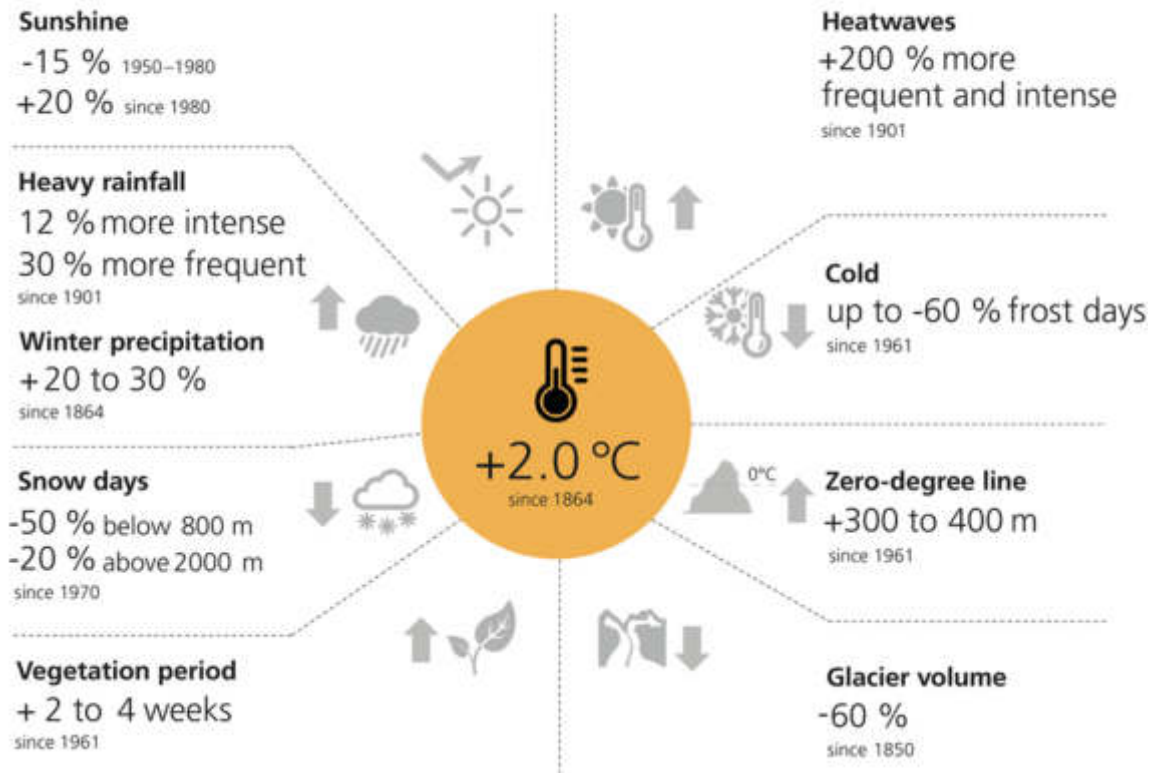 Sunshine
-15 % 1950–1980
+20 % since 1980
Heavy rainfall
12 % more intense
30 % more frequent
since 1901
Winter precipitation
+20 to 30 %
since 1864
Snow days
-50 % below 800 m
-20 % above 2000 m
since 1970
Vegetation period
+ 2 to 4 weeks
since 1961
+2.0 °C
since 1864
Heatwaves
+200 % more
frequent and intense
since 1901
Cold
up to -60 % frost days
since 1961
0°C
Zero-degree line
+300 to 400 m
since 1961
Glacier volume
-60 %
since 1850